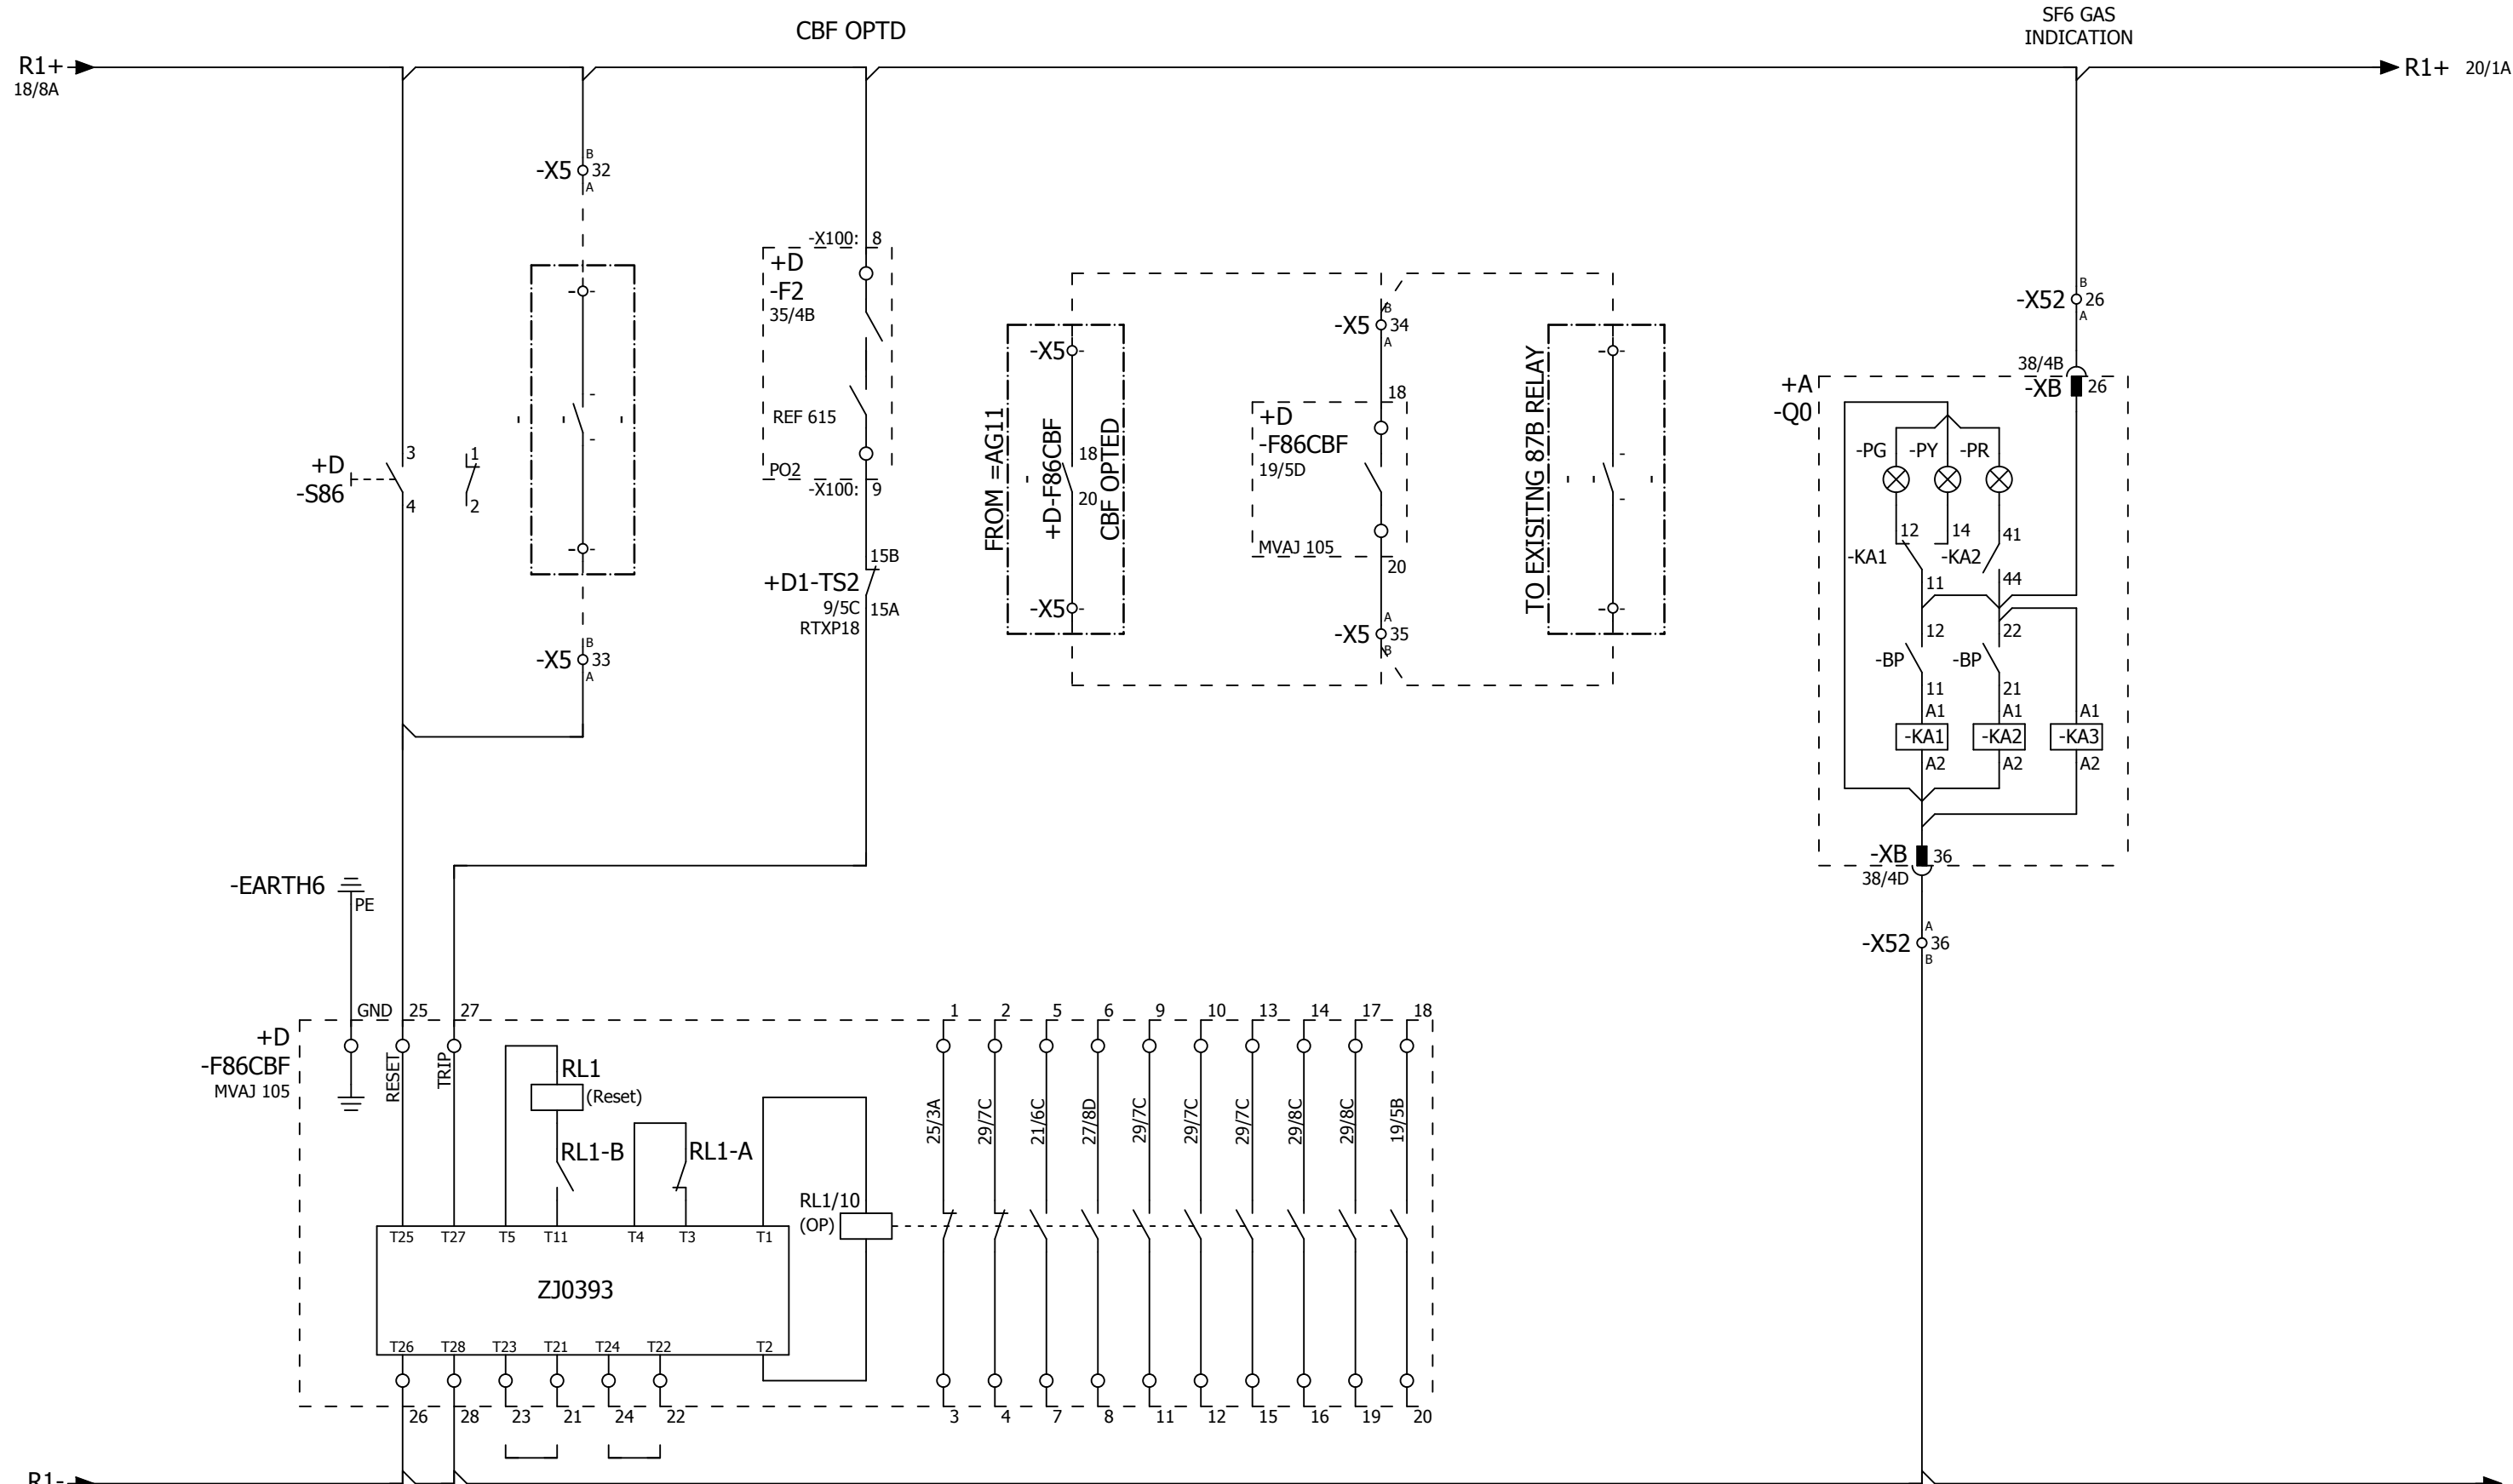 CBF OPTD
SF6 GAS
INDICATION
R1+
18/8A
R1+ 20/1A
-X5
B
32
A
-X100: 8
+D
-F2
35/4B
REF 615
PO2
-X100: 9
15B
+D1-TS2
9/5C
15A
RTXP18
+D
-S86
3
4
1
2
-X5
B
33
A
FROM =AG11
-X5
+D-F86CBF
18
20
CBF OPTED
-X5
B
-X5 34
A
18
+D
-F86CBF
19/5D
MVAJ 105
20
A
-X5 35
B
TO EXISITNG 87B RELAY
B
-X52 26
A
38/4B
-XB 26
+A
-Q0
-PG -PY -PR
12 14 41
-KA1 -KA2
11 44
12 22
-BP -BP
11 21
A1 A1 A1
-KA1 -KA2 -KA3
A2 A2 A2
-XB 36
38/4D
A
-X52 36
B
-EARTH6
PE
GND 25 27
+D
-F86CBF
MVAJ 105
RESET
TRIP
RL1
(Reset)
RL1-B
RL1-A
RL1/10
(OP)
T25 T27 T5 T11 T4 T3 T1
ZJ0393
T26 T28 T23 T21 T24 T22 T2
26 28 23 21 24 22
1 2 5 6 9 10 13 14 17 18
25/3A 29/7C 21/6C 27/8D 29/7C 29/7C 29/7C 29/8C 29/8C 19/5B
3 4 7 8 11 12 15 16 19 20
R1-